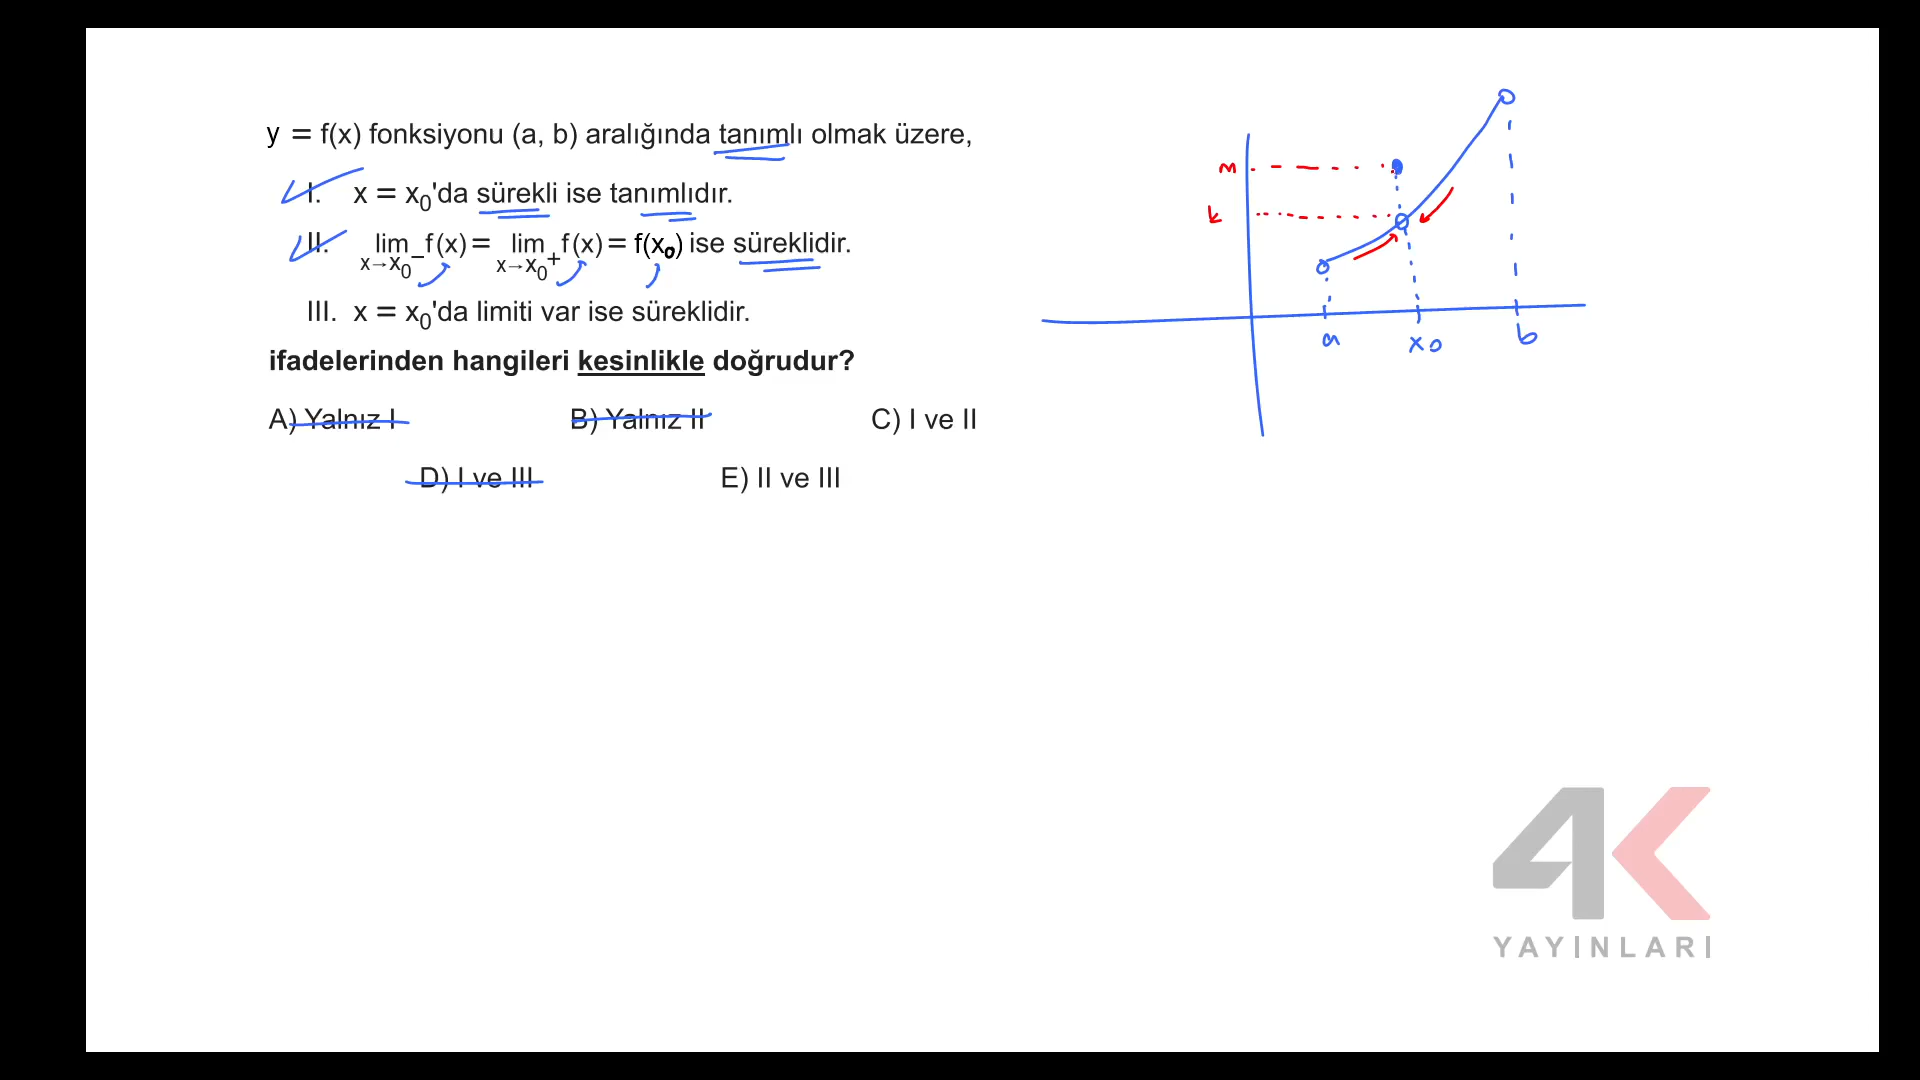 y = f(x) fonksiyonu (a, b) aralığında tanımlı olmak üzere,
I. x = x₀'da sürekli ise tanımlıdır.
II. lim x→x₀⁻ f(x) = lim x→x₀⁺ f(x) = f(x₀) ise süreklidir.
III. x = x₀'da limiti var ise süreklidir.
ifadelerinden hangileri kesinlikle doğrudur?
A) Yalnız I B) Yalnız II C) I ve II
D) I ve III E) II ve III
m
k
a x₀ b
4K
YAYINLARI